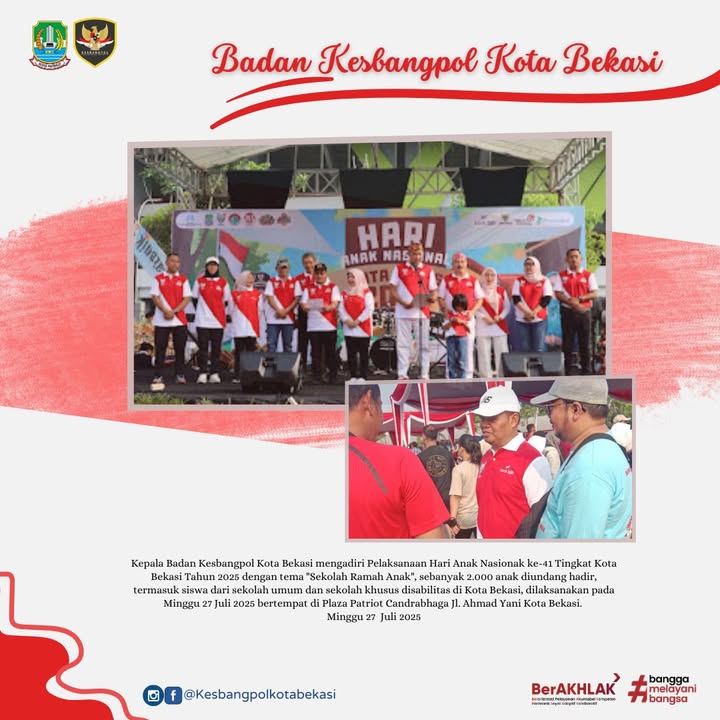 Badan Kesbangpol Kota Bekasi
HARI
ANAK NASIONAL
Kepala Badan Kesbangpol Kota Bekasi mengadiri Pelaksanaan Hari Anak Nasionak ke-41 Tingkat Kota
Bekasi Tahun 2025 dengan tema "Sekolah Ramah Anak", sebanyak 2.000 anak diundang hadir,
termasuk siswa dari sekolah umum dan sekolah khusus disabilitas di Kota Bekasi, dilaksanakan pada
Minggu 27 Juli 2025 bertempat di Plaza Patriot Candrabhaga Jl. Ahmad Yani Kota Bekasi.
Minggu 27 Juli 2025
@Kesbangpolkotabekasi
BerAKHLAK
#bangga
melayani
bangsa